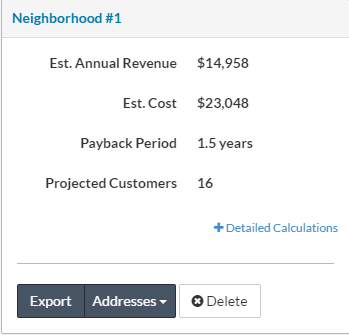 Neighborhood #1
Est. Annual Revenue $14,958
Est. Cost $23,048
Payback Period 1.5 years
Projected Customers 16
+ Detailed Calculations
Export Addresses Delete